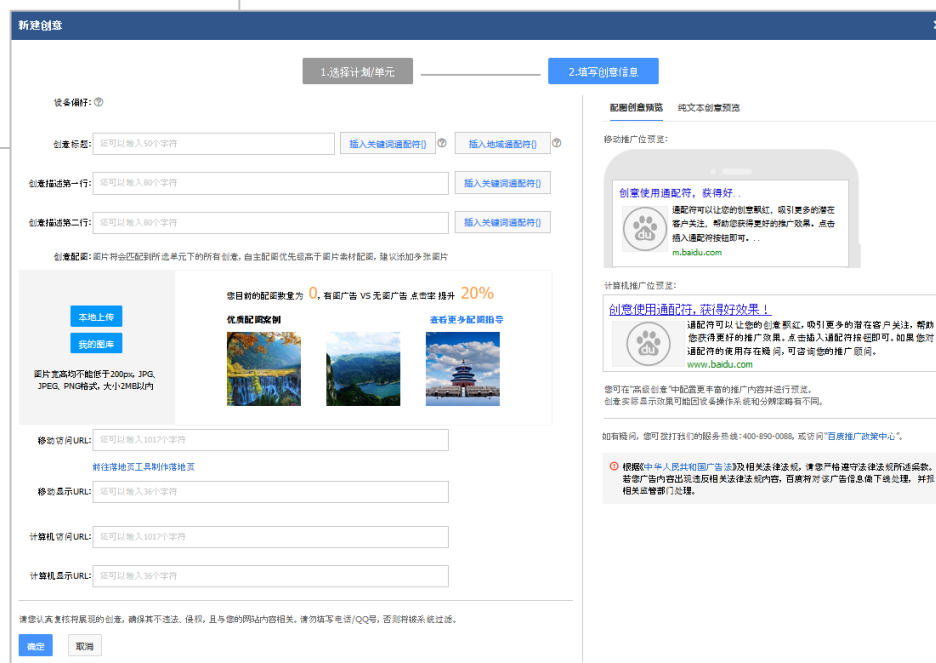 新建创意
1.选择计划/单元
2.填写创意信息
设备偏好:
创意标题: 还可以输入50个字符 插入关键词通配符{} 插入地域通配符{}
创意描述第一行: 还可以输入80个字符 插入关键词通配符{}
创意描述第二行: 还可以输入80个字符 插入关键词通配符{}
创意配图: 图片将会匹配到所选单元下的所有创意,自主配图优先级高于图片素材配图,建议添加多张图片
本地上传
我的图库
图片宽高均不能低于200px, JPG,
JPEG, PNG格式, 大小2MB以内
您目前的配图数量为 0, 有图广告 VS 无图广告 点击率 提升 20%
优质配图案例 查看更多配图指导
移动访问URL: 还可以输入1017个字符
前往落地页工具制作落地页
移动显示URL: 还可以输入36个字符
计算机访问URL: 还可以输入1017个字符
计算机显示URL: 还可以输入36个字符
请您认真复核将展现的创意,确保其不违法、侵权,且与您的网站内容相关。请勿填写电话/QQ号,否则将被系统过滤。
确定 取消
配图创意预览 纯文本创意预览
移动推广位预览:
创意使用通配符,获得好..
通配符可以让您的创意飘红,吸引更多的潜在
客户关注,帮助您获得更好的推广效果。点击
插入通配符按钮即可。..
m.baidu.com
du
计算机推广位预览:
创意使用通配符,获得好效果!
通配符可以让您的创意飘红,吸引更多的潜在客户关注,帮助
您获得更好的推广效果。点击插入通配符按钮即可。如果您对
通配符的使用存在疑问,可咨询您的推广顾问。
www.baidu.com
du
您可在"高级创意"中配置更丰富的推广内容并进行预览。
创意实际显示效果可能因设备操作系统和分辨率略有不同。
如有疑问,您可拨打我们的服务热线:400-890-0088, 或访问"百度推广政策中心"。
根据《中华人民共和国广告法》及相关法律法规,请您严格遵守法律法规所述条款。
若您广告内容出现违反相关法律法规内容,百度将对该广告信息做下线处理,并报
相关监管部门处理。